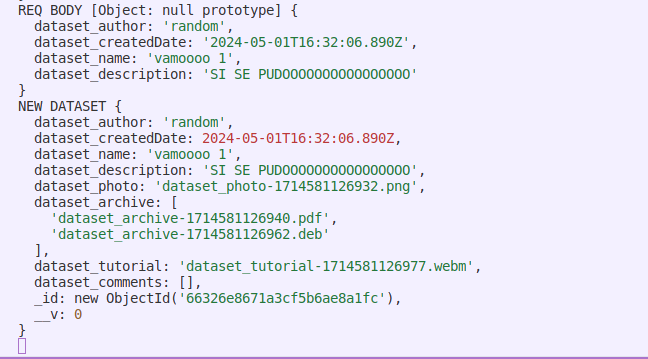 REQ BODY [Object: null prototype] {
  dataset_author: 'random',
  dataset_createdDate: '2024-05-01T16:32:06.890Z',
  dataset_name: 'vamoooo 1',
  dataset_description: 'SI SE PUDOOOOOOOOOOOOOOOO'
}
NEW DATASET {
  dataset_author: 'random',
  dataset_createdDate: 2024-05-01T16:32:06.890Z,
  dataset_name: 'vamoooo 1',
  dataset_description: 'SI SE PUDOOOOOOOOOOOOOOOO',
  dataset_photo: 'dataset_photo-1714581126932.png',
  dataset_archive: [
    'dataset_archive-1714581126940.pdf',
    'dataset_archive-1714581126962.deb'
  ],
  dataset_tutorial: 'dataset_tutorial-1714581126977.webm',
  dataset_comments: [],
  _id: new ObjectId('66326e8671a3cf5b6ae8a1fc'),
  __v: 0
}